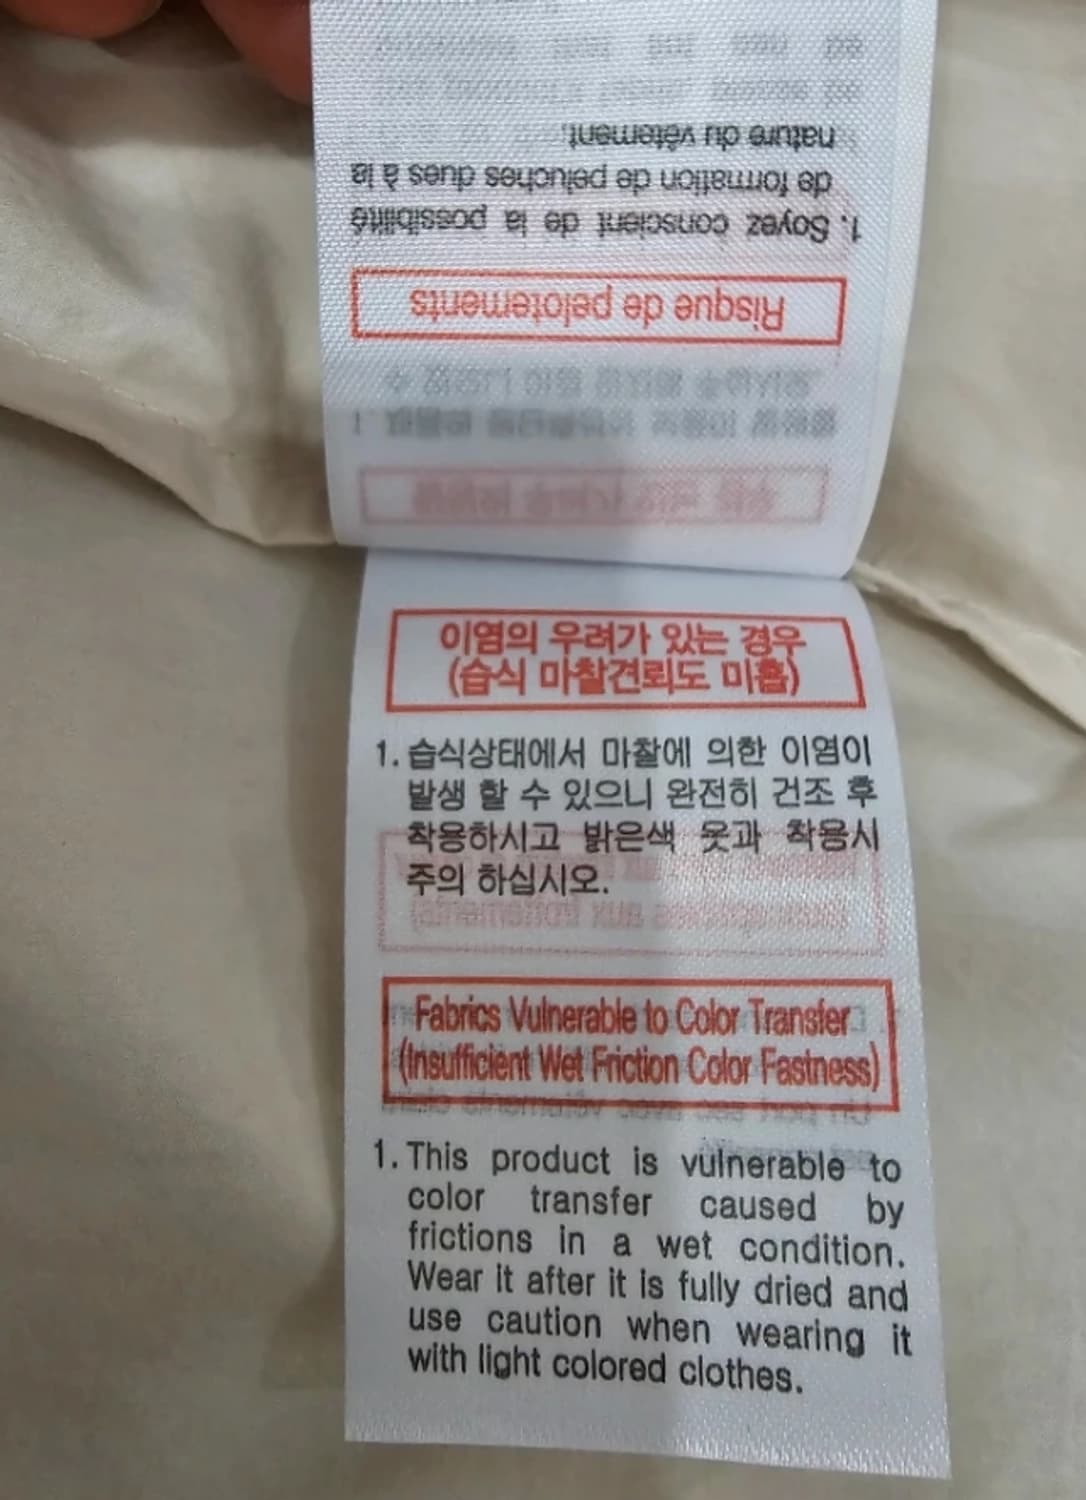 Risque de pelotements
1. Soyez conscient de la possibilité
de formation de peluches dues à la
nature du vêtement.
이염의 우려가 있는 경우
(습식 마찰견뢰도 미흡)
1. 습식상태에서 마찰에 의한 이염이
발생 할 수 있으니 완전히 건조 후
착용하시고 밝은색 옷과 착용시
주의 하십시오.
Fabrics Vulnerable to Color Transfer
(Insufficient Wet Friction Color Fastness)
1. This product is vulnerable to
color transfer caused by
frictions in a wet condition.
Wear it after it is fully dried and
use caution when wearing it
with light colored clothes.